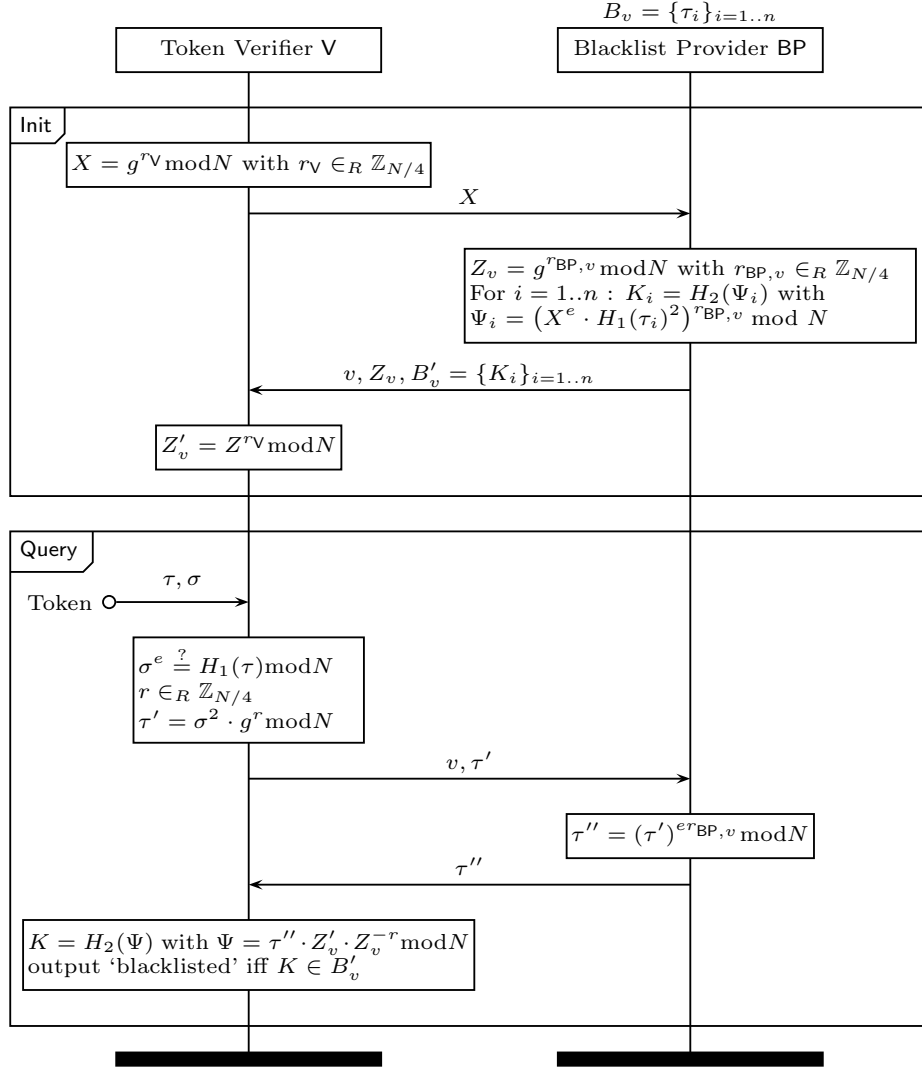 B_v = {τ_i}_{i=1..n}
Token Verifier V
Blacklist Provider BP
Init
X = g^{r_V} mod N with r_V ∈_R ℤ_{N/4}
X
Z_v = g^{r_{BP,v}} mod N with r_{BP,v} ∈_R ℤ_{N/4}
For i = 1..n : K_i = H_2(Ψ_i) with
Ψ_i = (X^e · H_1(τ_i)^2)^{r_{BP,v}} mod N
v, Z_v, B′_v = {K_i}_{i=1..n}
Z′_v = Z^{r_V} mod N
Query
τ, σ
Token
σ^e ≟ H_1(τ) mod N
r ∈_R ℤ_{N/4}
τ′ = σ^2 · g^r mod N
v, τ′
τ′′ = (τ′)^{e r_{BP,v}} mod N
τ′′
K = H_2(Ψ) with Ψ = τ′′ · Z′_v · Z_v^{−r} mod N
output ‘blacklisted’ iff K ∈ B′_v